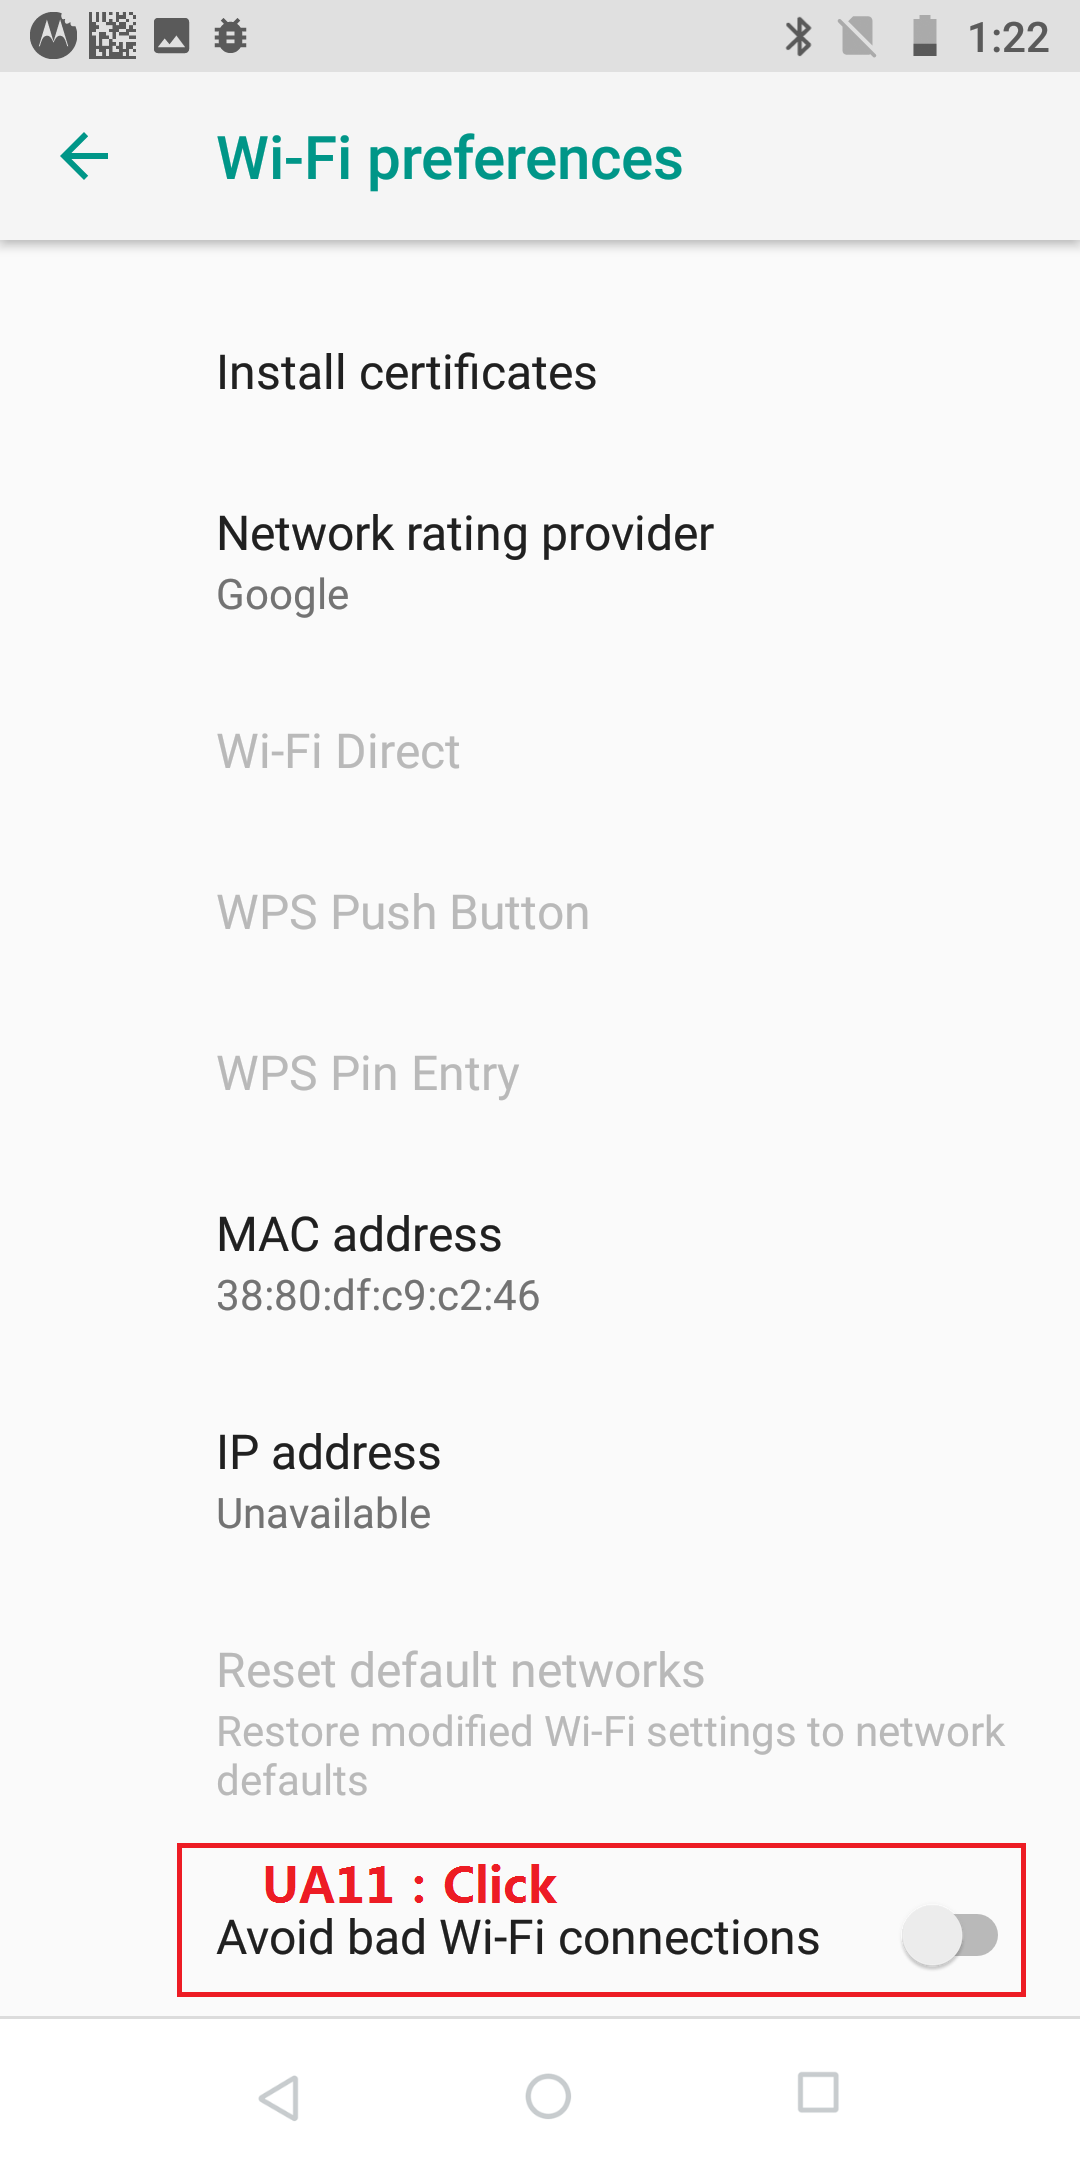 1:22
Wi-Fi preferences
Install certificates
Network rating provider
Google
Wi-Fi Direct
WPS Push Button
WPS Pin Entry
MAC address
38:80:df:c9:c2:46
IP address
Unavailable
Reset default networks
Restore modified Wi-Fi settings to network
defaults
UA11 : Click
Avoid bad Wi-Fi connections